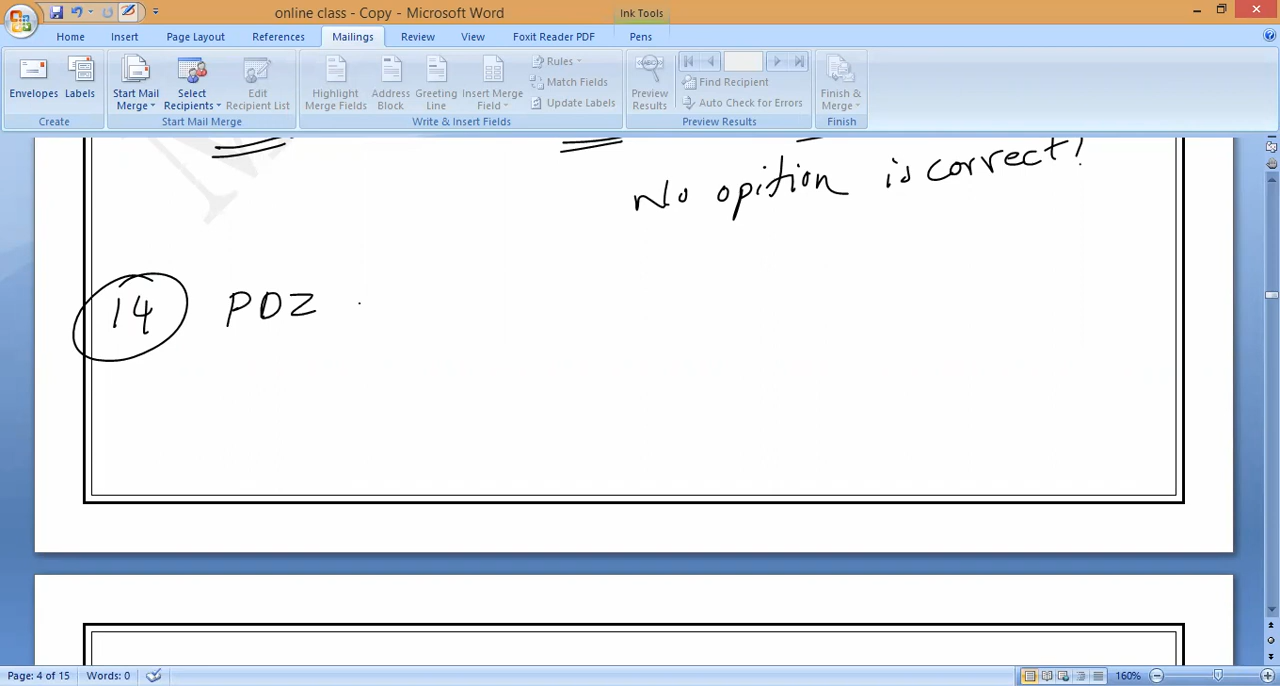 online class - Copy - Microsoft Word
Ink Tools
Home Insert Page Layout References Mailings Review View Foxit Reader PDF Pens
Envelopes Labels
Create
Start Mail Merge
Select Recipients
Edit Recipient List
Start Mail Merge
Highlight Merge Fields
Address Block
Greeting Line
Insert Merge Field
Rules
Match Fields
Update Labels
Write & Insert Fields
ABC
Preview Results
Find Recipient
Auto Check for Errors
Preview Results
Finish & Merge
Finish
No opition is correct!
14 PDZ
Page: 4 of 15 Words: 0 160%